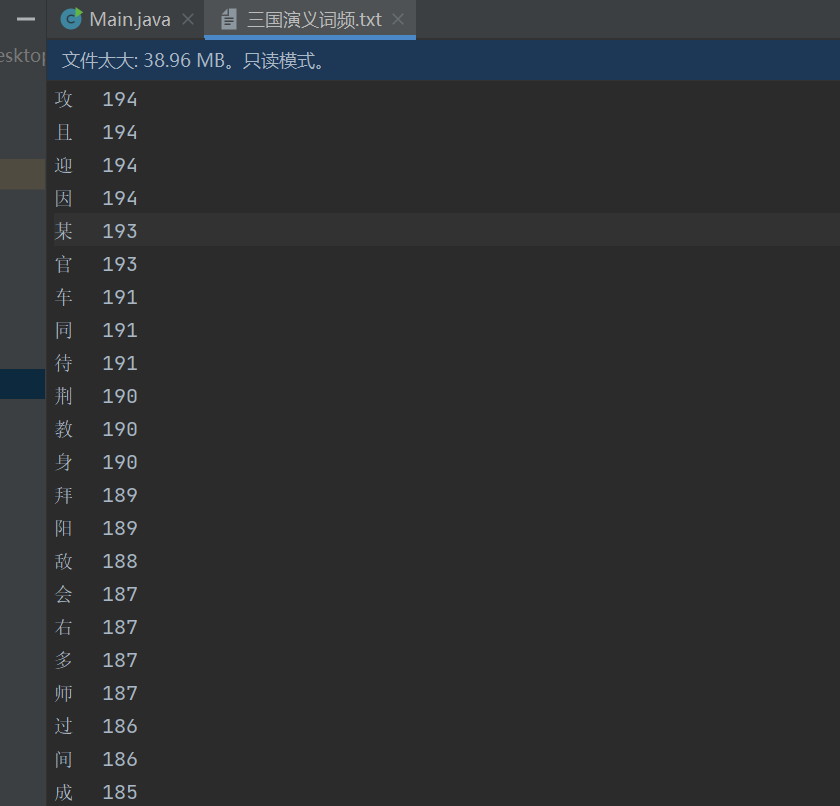 Main.java
三国演义词频.txt
文件太大: 38.96 MB。只读模式。
攻 194
且 194
迎 194
因 194
某 193
官 193
车 191
同 191
待 191
荆 190
教 190
身 190
拜 189
阳 189
敌 188
会 187
右 187
多 187
师 187
过 186
间 186
成 185